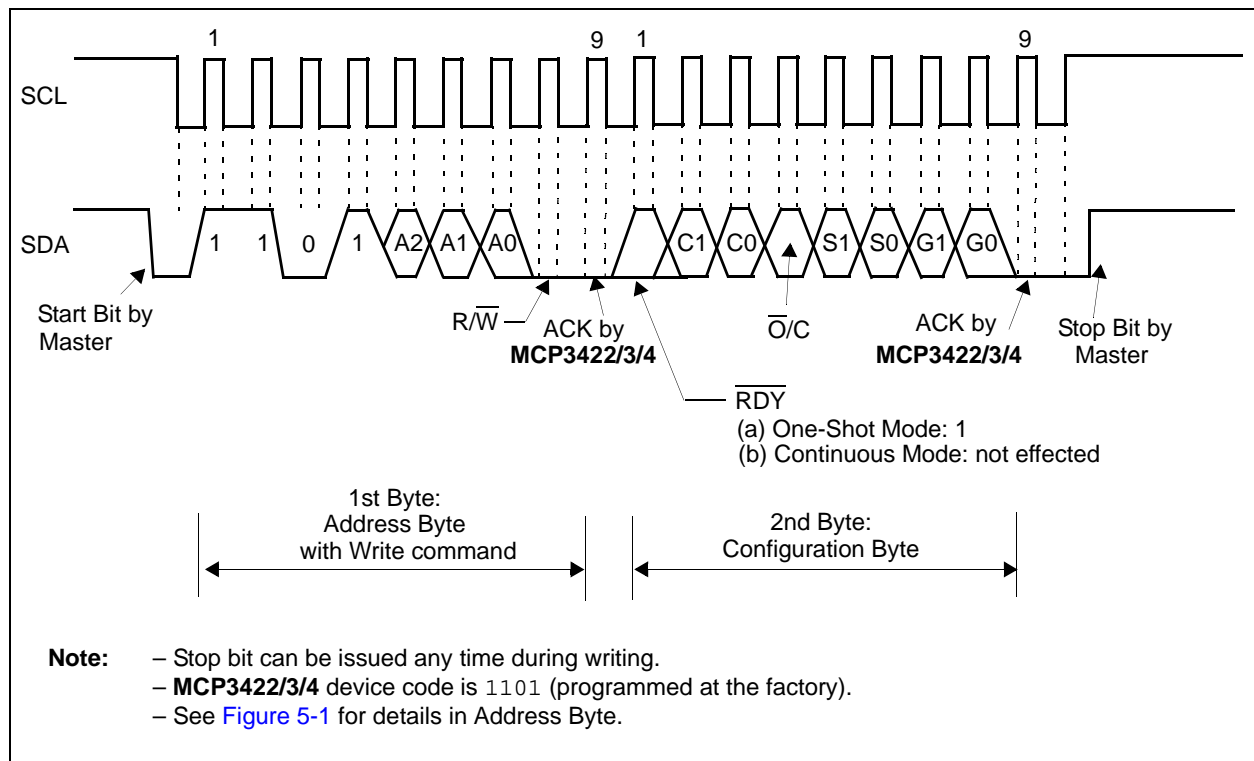 1 9 1 9
SCL
SDA
1 1 0 1 A2 A1 A0 C1 C0 S1 S0 G1 G0
Start Bit by
Master
R/W̅
ACK by
MCP3422/3/4
O̅/C
ACK by
MCP3422/3/4
Stop Bit by
Master
R̅D̅Y̅
(a) One-Shot Mode: 1
(b) Continuous Mode: not effected
1st Byte:
Address Byte
with Write command
2nd Byte:
Configuration Byte
Note: – Stop bit can be issued any time during writing.
– MCP3422/3/4 device code is 1101 (programmed at the factory).
– See Figure 5-1 for details in Address Byte.